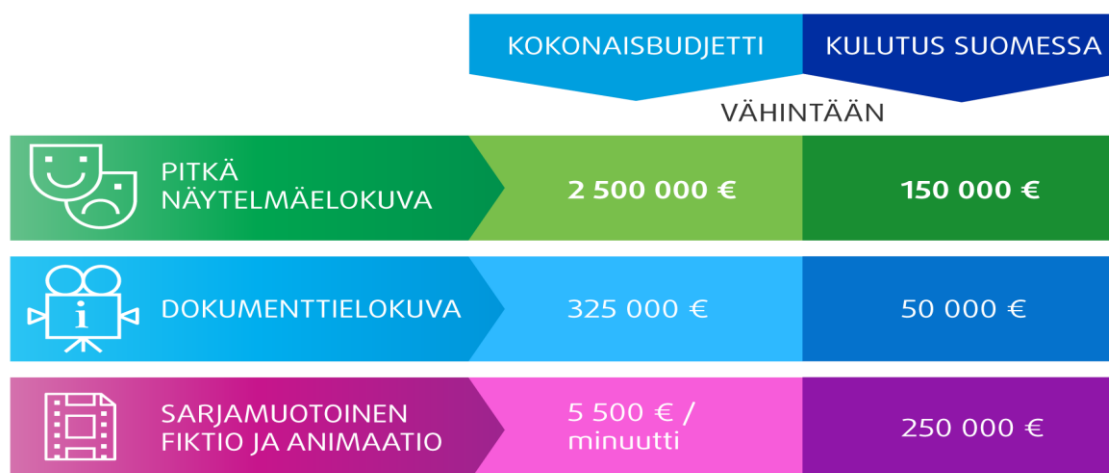 KOKONAISBUDJETTI
KULUTUS SUOMESSA
VÄHINTÄÄN
PITKÄ
NÄYTELMÄELOKUVA
2 500 000 €
150 000 €
i
DOKUMENTTIELOKUVA
325 000 €
50 000 €
SARJAMUOTOINEN
FIKTIO JA ANIMAATIO
5 500 € /
minuutti
250 000 €